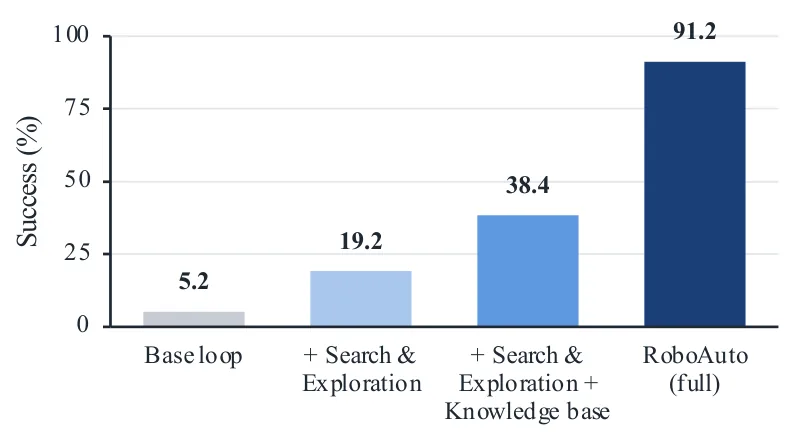 100
91.2
75
Success (%)
50
38.4
19.2
25
5.2
0
Base loop
+ Search &
Exploration
+ Search &
Exploration +
Knowledge base
RoboAuto
(full)